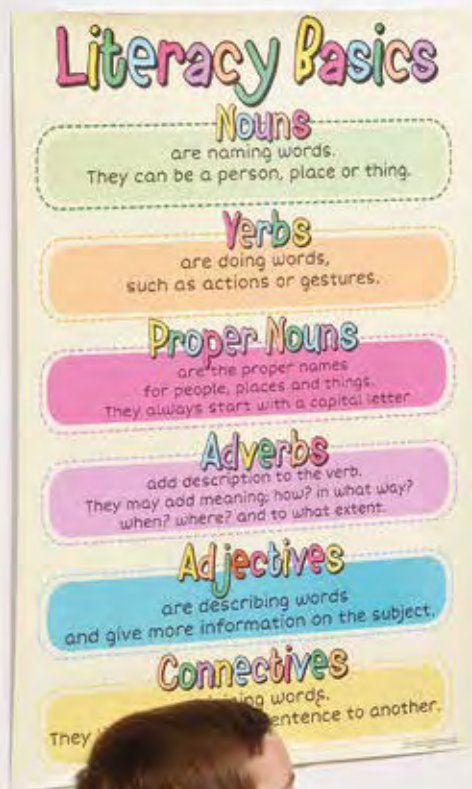 Literacy Basics
Nouns
are naming words.
They can be a person, place or thing.
Verbs
are doing words,
such as actions or gestures.
Proper Nouns
are the proper names
for people, places and things.
They always start with a capital letter
Adverbs
add description to the verb.
They may add meaning; how? in what way?
when? where? and to what extent.
Adjectives
are describing words
and give more information on the subject.
Connectives
words.
They sentence to another.